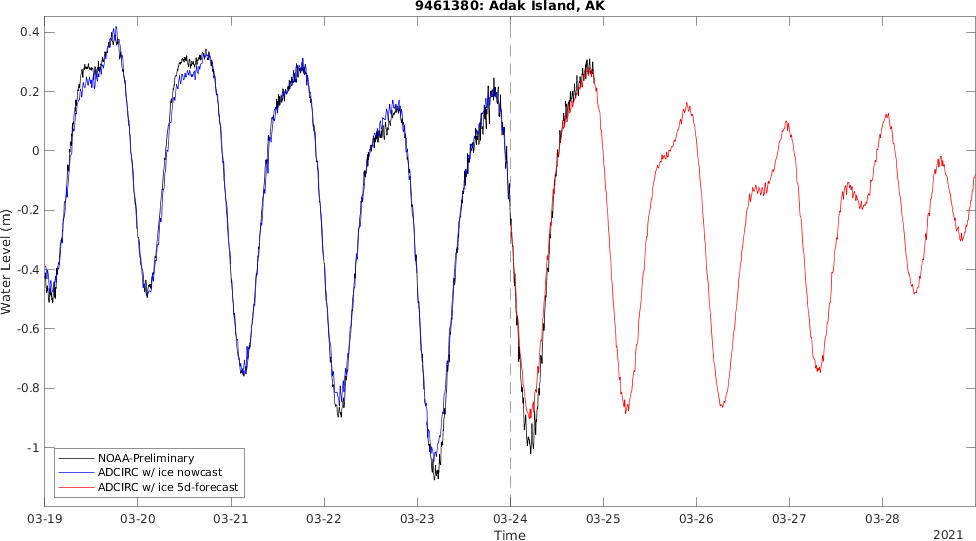 9461380: Adak Island, AK
0.4
0.2
0
-0.2
-0.4
-0.6
-0.8
-1
Water Level (m)
NOAA-Preliminary
ADCIRC w/ ice nowcast
ADCIRC w/ ice 5d-forecast
03-19 03-20 03-21 03-22 03-23 03-24 03-25 03-26 03-27 03-28
Time
2021